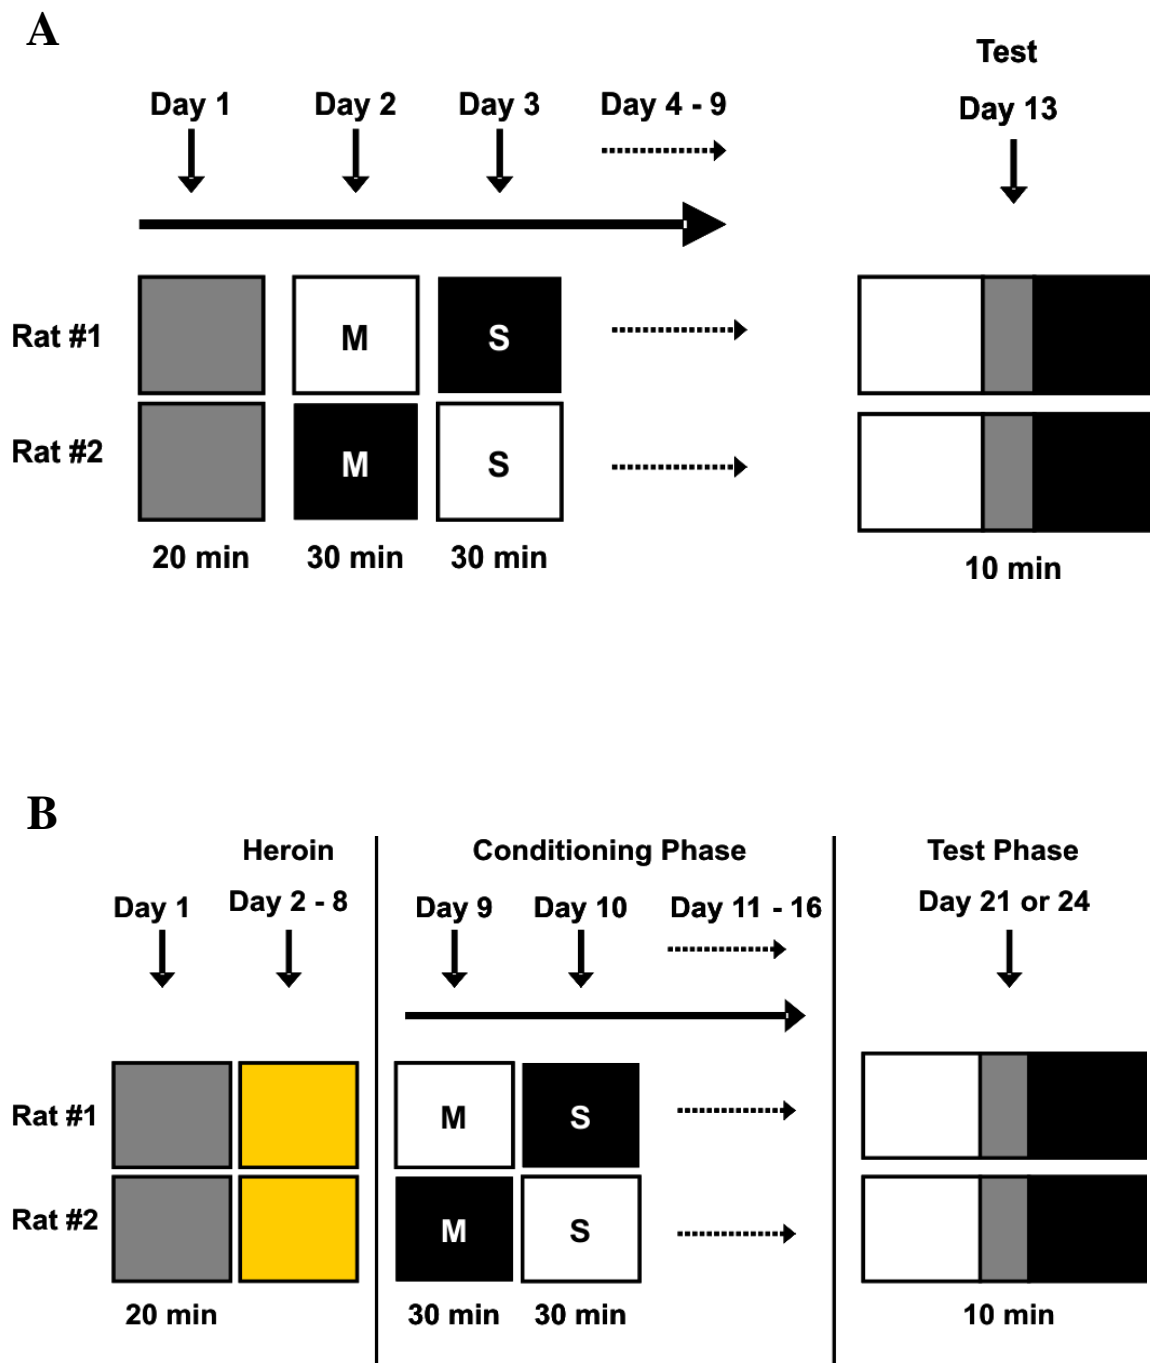 A
Test
Day 1 Day 2 Day 3 Day 4 - 9 Day 13
Rat #1 M S
Rat #2 M S
20 min 30 min 30 min 10 min
B
Heroin Conditioning Phase Test Phase
Day 1 Day 2 - 8 Day 9 Day 10 Day 11 - 16 Day 21 or 24
Rat #1 M S
Rat #2 M S
20 min 30 min 30 min 10 min